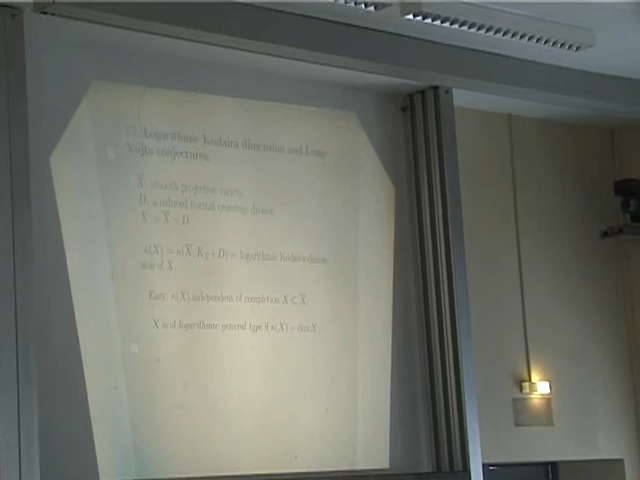 Logarithmic Kodaira dimension and Lang
Vojta conjectures.
X̅: smooth projective variety
D: a reduced normal crossings divisor
X := X̅ ∖ D.
κ(X) := κ(X̅, K_X̅ + D) = logarithmic Kodaira dimen-
sion of X.
Easy: κ(X) independent of completion X ⊂ X̅.
X is of logarithmic general type if κ(X) = dim X.